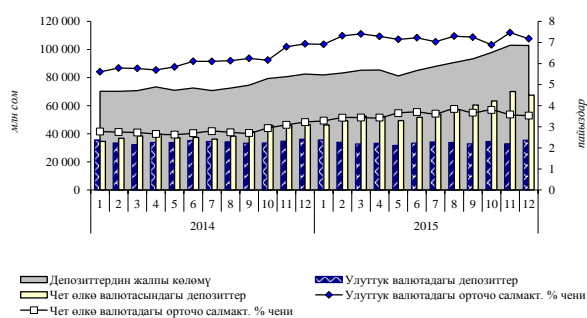 млн сом
120 000
100 000
80 000
60 000
40 000
20 000
0
8
7
6
5
4
3
2
1
0
пайыздар
1 2 3 4 5 6 7 8 9 10 11 12 1 2 3 4 5 6 7 8 9 10 11 12
2014 2015
Депозиттердин жалпы көлөмү Улуттук валютадагы депозиттер
Чет өлкө валютасындагы депозиттер Улуттук валютадагы орточо салмакт. % чени
Чет өлкө валютадагы орточо салмакт. % чени